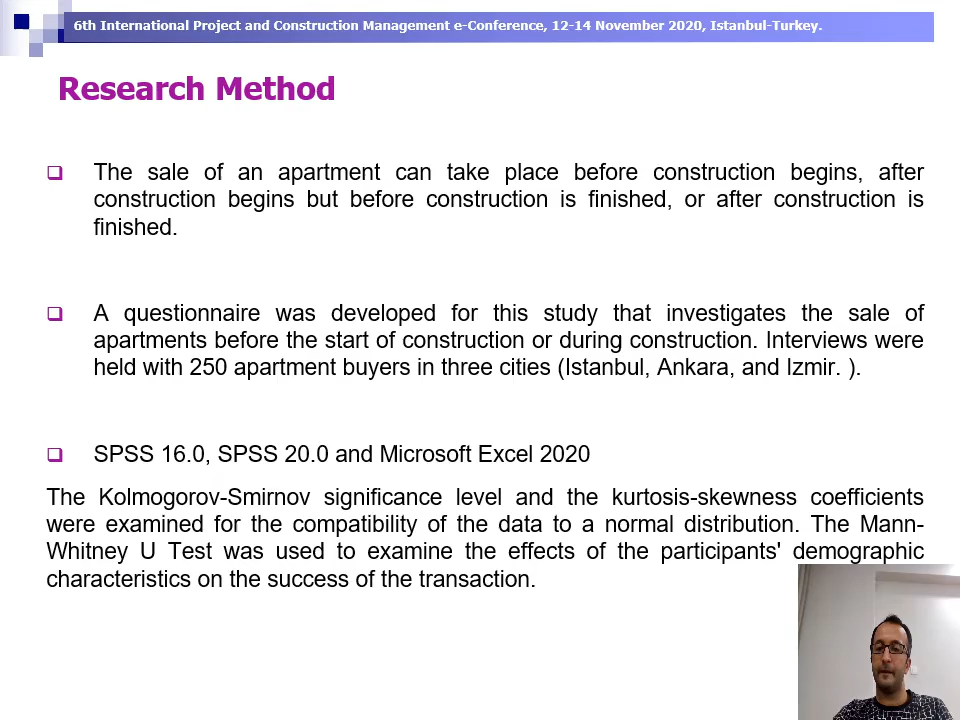 6th International Project and Construction Management e-Conference, 12-14 November 2020, Istanbul-Turkey.
Research Method
The sale of an apartment can take place before construction begins, after
construction begins but before construction is finished, or after construction is
finished.
A questionnaire was developed for this study that investigates the sale of
apartments before the start of construction or during construction. Interviews were
held with 250 apartment buyers in three cities (Istanbul, Ankara, and Izmir. ).
SPSS 16.0, SPSS 20.0 and Microsoft Excel 2020
The Kolmogorov-Smirnov significance level and the kurtosis-skewness coefficients
were examined for the compatibility of the data to a normal distribution. The Mann-
Whitney U Test was used to examine the effects of the participants' demographic
characteristics on the success of the transaction.